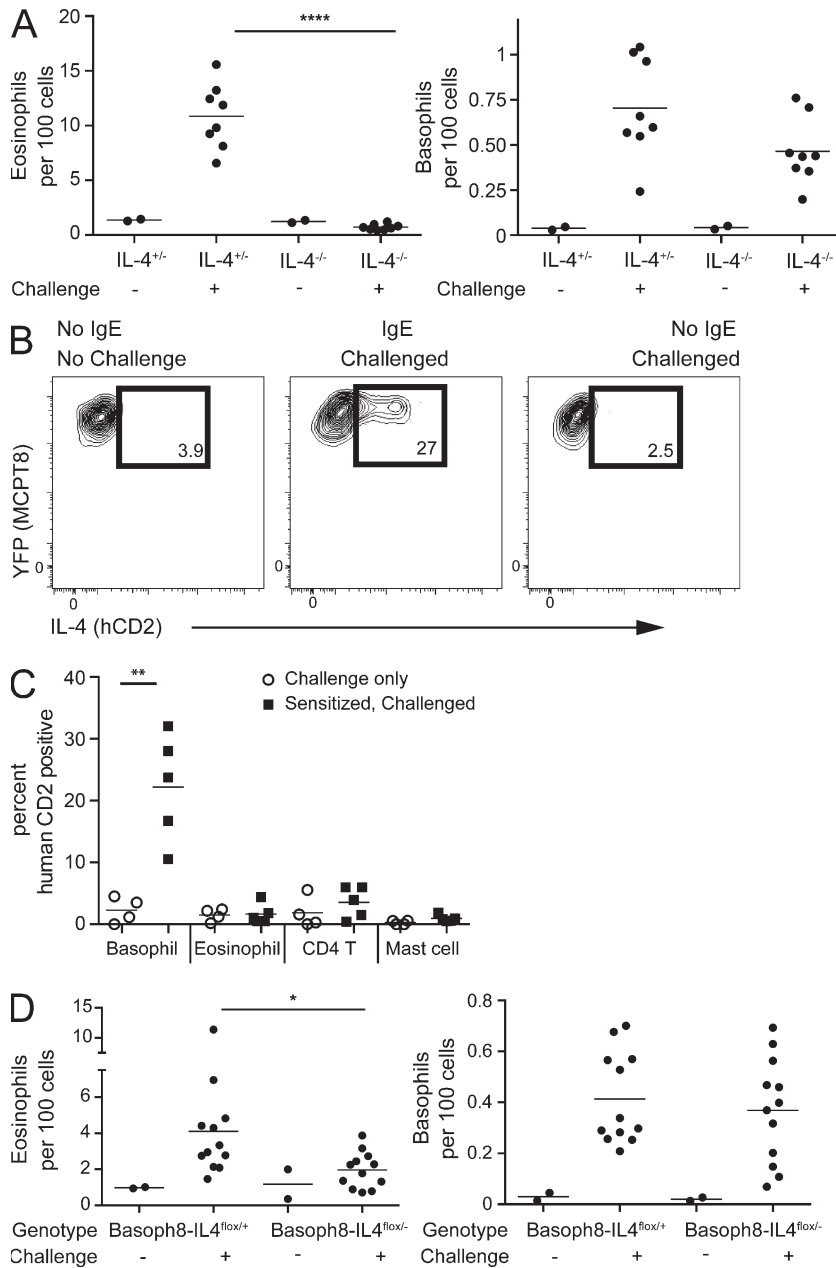 A
****
20
15
10
5
0
Eosinophils
per 100 cells
IL-4+/- IL-4+/- IL-4-/- IL-4-/-
Challenge - + - +
1
0.75
0.50
0.25
0
Basophils
per 100 cells
IL-4+/- IL-4+/- IL-4-/- IL-4-/-
Challenge - + - +
B
No IgE
No Challenge
IgE
Challenged
No IgE
Challenged
3.9
27
2.5
YFP (MCPT8)
0
0
0
0
0
0
IL-4 (hCD2)
C
Challenge only
Sensitized, Challenged
**
40
30
20
10
0
percent
human CD2 positive
Basophil Eosinophil CD4 T Mast cell
D
*
15
10
6
4
2
0
Eosinophils
per 100 cells
Genotype Basoph8-IL4flox/+ Basoph8-IL4flox/-
Challenge - + - +
0.8
0.6
0.4
0.2
0
Basophils
per 100 cells
Genotype Basoph8-IL4flox/+ Basoph8-IL4flox/-
Challenge - + - +